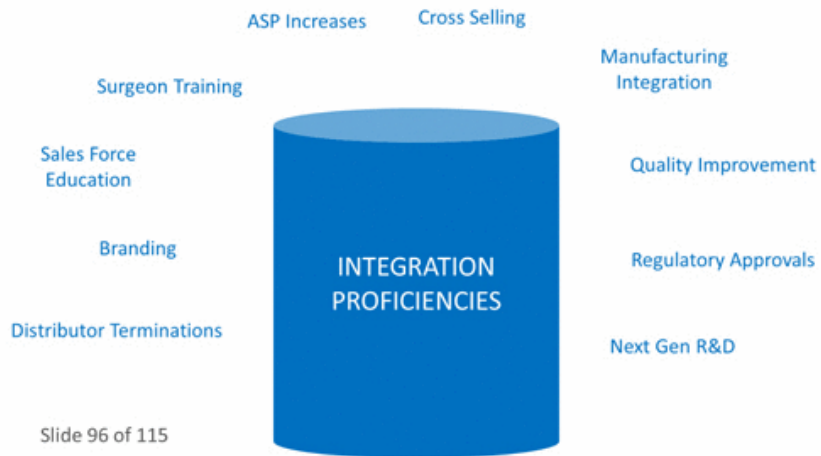 ASP Increases
Cross Selling
Surgeon Training
Manufacturing
Integration
Sales Force
Education
Quality Improvement
Branding
INTEGRATION
PROFICIENCIES
Regulatory Approvals
Distributor Terminations
Next Gen R&D
Slide 96 of 115